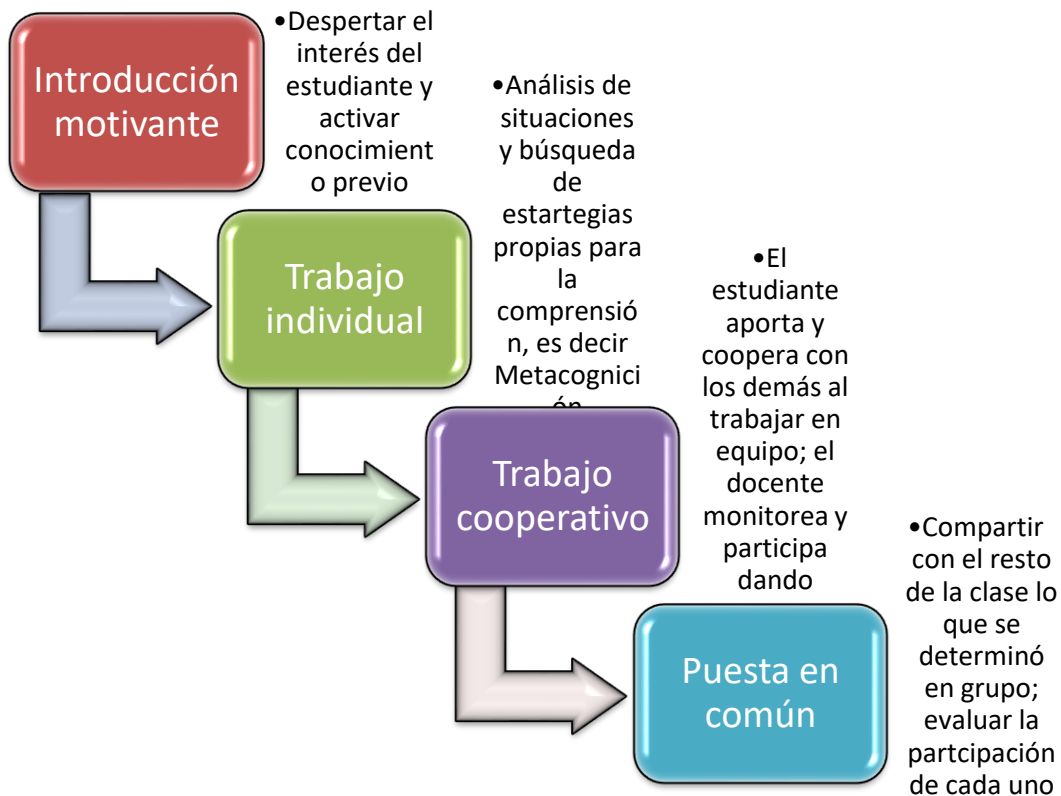 Introducción
motivante
•Despertar el
interés del
estudiante y
activar
conocimient
o previo
Trabajo
individual
•Análisis de
situaciones
y búsqueda
de
estartegias
propias para
la
comprensió
n, es decir
Metacognici
ón
Trabajo
cooperativo
•El
estudiante
aporta y
coopera con
los demás al
trabajar en
equipo; el
docente
monitorea y
participa
dando
Puesta en
común
•Compartir
con el resto
de la clase lo
que se
determinó
en grupo;
evaluar la
partcipación
de cada uno